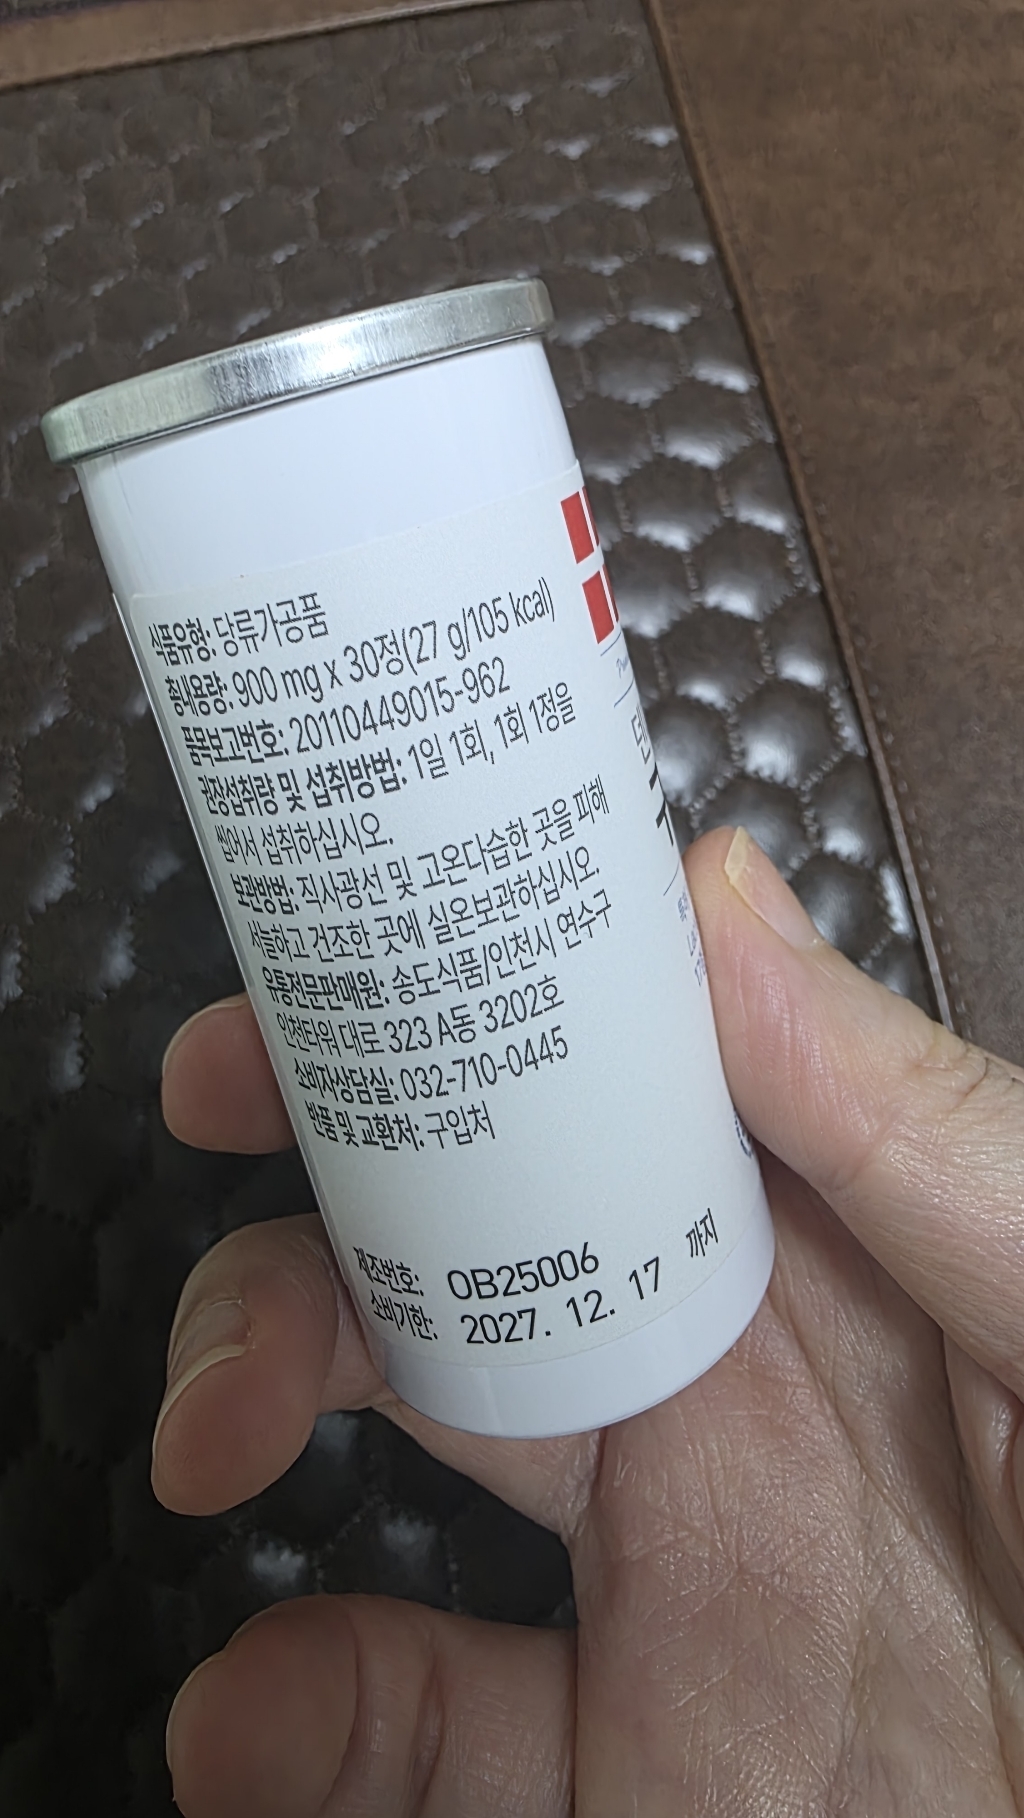 식품유형: 당류가공품
총내용량: 900 mg x 30정(27 g/105 kcal)
품목보고번호: 20110449015-962
권장섭취량 및 섭취방법: 1일 1회, 1회 1정을
씹어서 섭취하십시오.
보관방법: 직사광선 및 고온다습한 곳을 피해
서늘하고 건조한 곳에 실온보관하십시오.
유통전문판매원: 송도식품/인천시 연수구
인천타워 대로 323 A동 3202호
소비자상담실: 032-710-0445
반품 및 교환처: 구입처
제조번호: OB25006
소비기한: 2027. 12. 17 까지